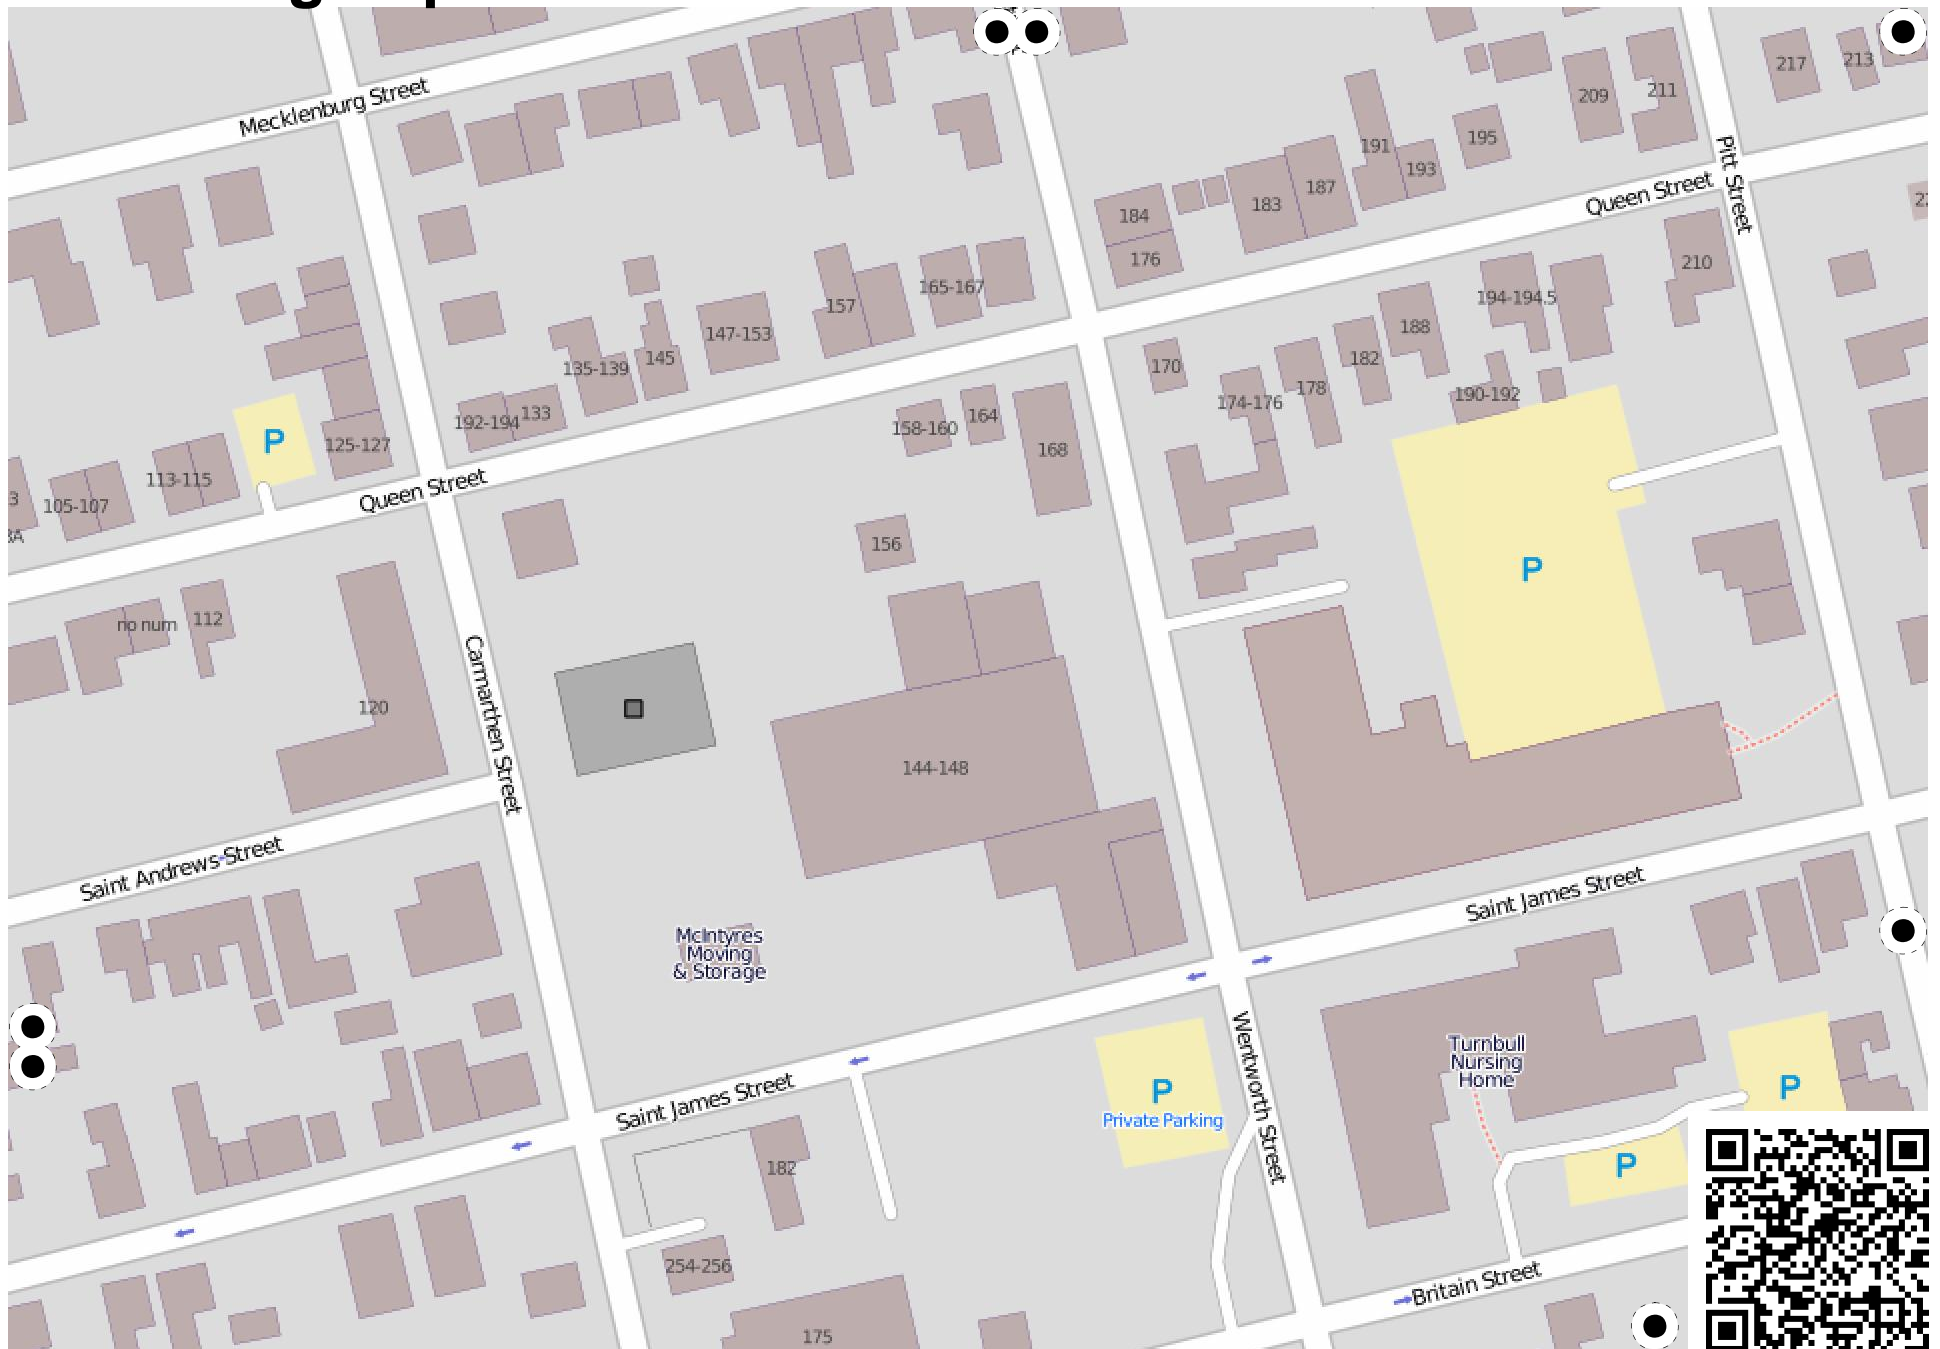 Mecklenburg Street
217
213
209
211
195
191
193
Pitt Street
187
183
184
176
Queen Street
210
194-194.5
188
182
178
174-176
170
190-192
165-167
157
147-153
145
135-139
133
192-194
125-127
P
113-115
105-107
Queen Street
158-160
164
168
156
P
no num
112
120
Carmarthen Street
144-148
Saint Andrews Street
Saint James Street
McIntyres
Moving
& Storage
Wentworth Street
Turnbull
Nursing
Home
P
Private Parking
P
P
Saint James Street
182
254-256
175
Britain Street